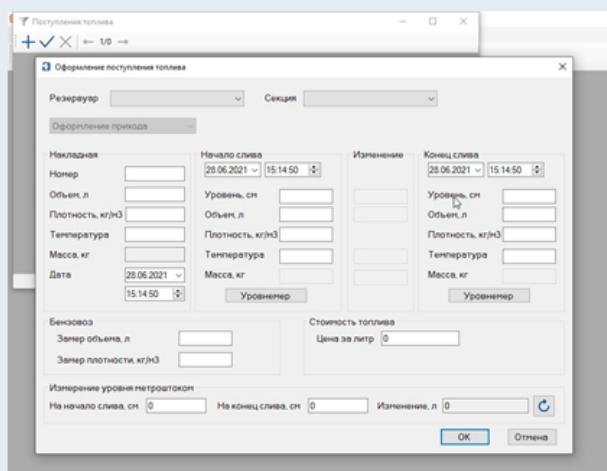 Поступления топлива
1/0
Оформление поступления топлива
Резервуар Секция
Оформление прихода
Накладная Начало слива Изменение Конец слива
28.06.2021 15:14:50 28.06.2021 15:14:50
Номер
Объем, л Уровень, см Уровень, см
Плотность, кг/м3 Объем, л Объем, л
Температура Плотность, кг/м3 Плотность, кг/м3
Масса, кг Температура Температура
Дата 28.06.2021 Масса, кг Масса, кг
15:14:50 Уровнемер Уровнемер
Бензовоз Стоимость топлива
Замер объема, л Цена за литр 0
Замер плотности, кг/м3
Измерение уровня метроштоком
На начало слива, см 0 На конец слива, см 0 Изменение, л 0
OK Отмена